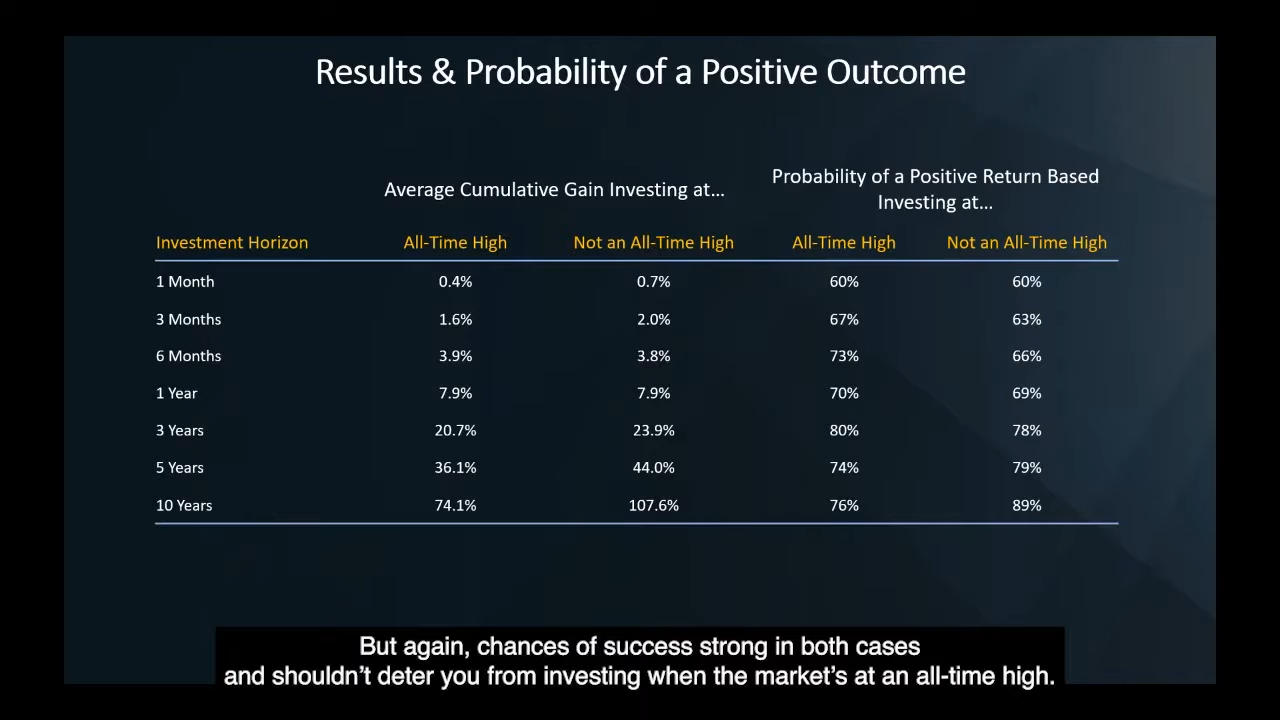 Results & Probability of a Positive Outcome
Average Cumulative Gain Investing at…
Probability of a Positive Return Based
Investing at…
Investment Horizon All-Time High Not an All-Time High All-Time High Not an All-Time High
1 Month 0.4% 0.7% 60% 60%
3 Months 1.6% 2.0% 67% 63%
6 Months 3.9% 3.8% 73% 66%
1 Year 7.9% 7.9% 70% 69%
3 Years 20.7% 23.9% 80% 78%
5 Years 36.1% 44.0% 74% 79%
10 Years 74.1% 107.6% 76% 89%
But again, chances of success strong in both cases
and shouldn’t deter you from investing when the market’s at an all-time high.